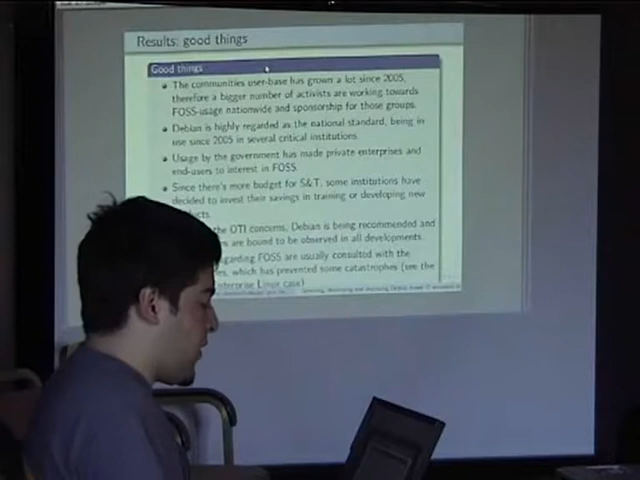 Results: good things
Good things
The communities user-base has grown a lot since 2005,
therefore a bigger number of activists are working towards
FOSS-usage nationwide and sponsorship for those groups.
Debian is highly regarded as the national standard, being in
use since 2005 in several critical institutions.
Usage by the government has made private enterprises and
end-users to interest in FOSS.
Since there's more budget for S&T, some institutions have
decided to invest their savings in training or developing new
the OTI concerns, Debian is being recommended and
are bound to be observed in all developments.
regarding FOSS are usually consulted with the
which has prevented some catastrophes (see the
Linux case)